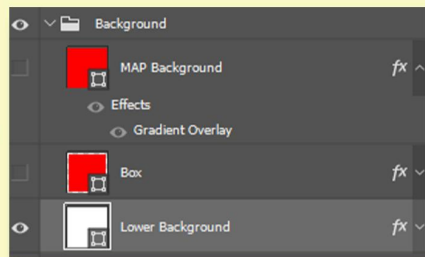 Background
MAP Background fx
Effects
Gradient Overlay
Box fx
Lower Background fx